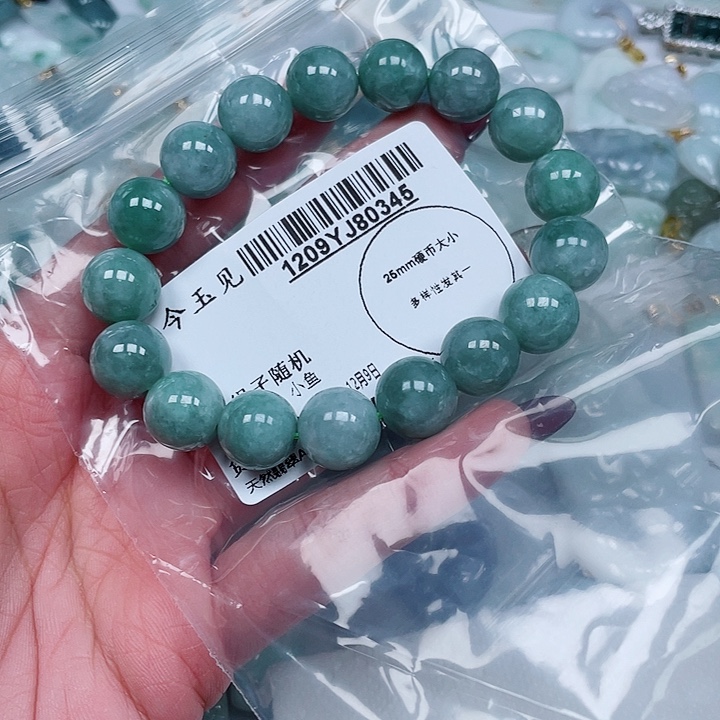 今玉见
1209YJ80345
25mm硬币大小
多样性发货一
子随机
小鱼
12月9日
天然翡翠A